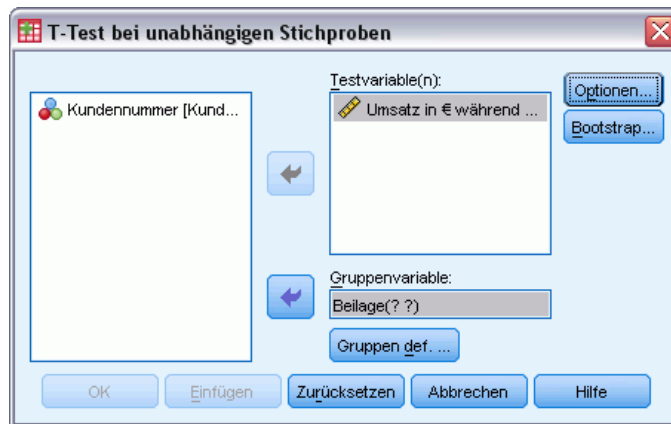 T-Test bei unabhängigen Stichproben
Testvariable(n):
Kundennummer [Kund...
Umsatz in € während ...
Optionen...
Bootstrap...
Gruppenvariable:
Beilage(? ?)
Gruppen def. ...
OK
Einfügen
Zurücksetzen
Abbrechen
Hilfe